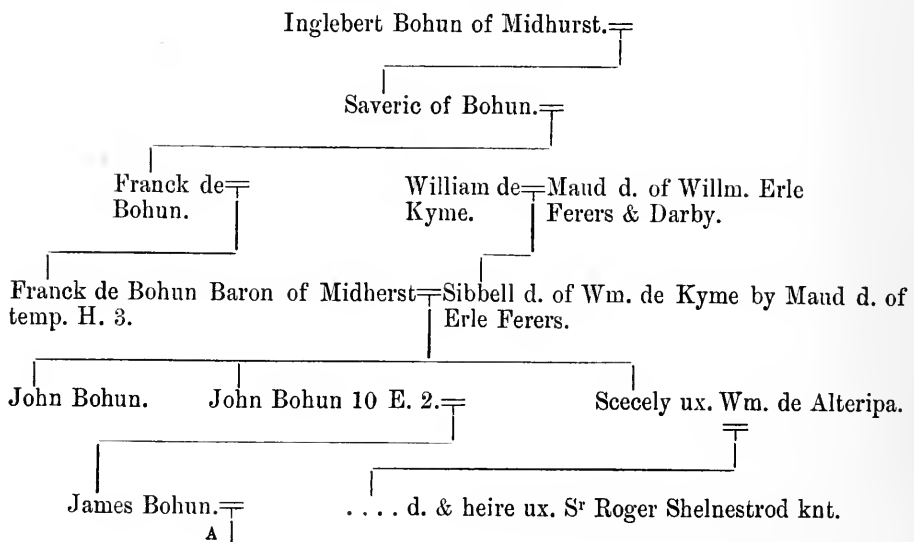 Inglebert Bohun of Midhurst.
Saveric of Bohun.
Franck de
Bohun.
William de
Kyme.
Maud d. of Willm. Erle
Ferers & Darby.
Franck de Bohun Baron of Midherst
temp. H. 3.
Sibbell d. of Wm. de Kyme by Maud d. of
Erle Ferers.
John Bohun. John Bohun 10 E. 2. Scecely ux. Wm. de Alteripa.
James Bohun. . . . . d. & heire ux. Sʳ Roger Shelnestrod knt.
A